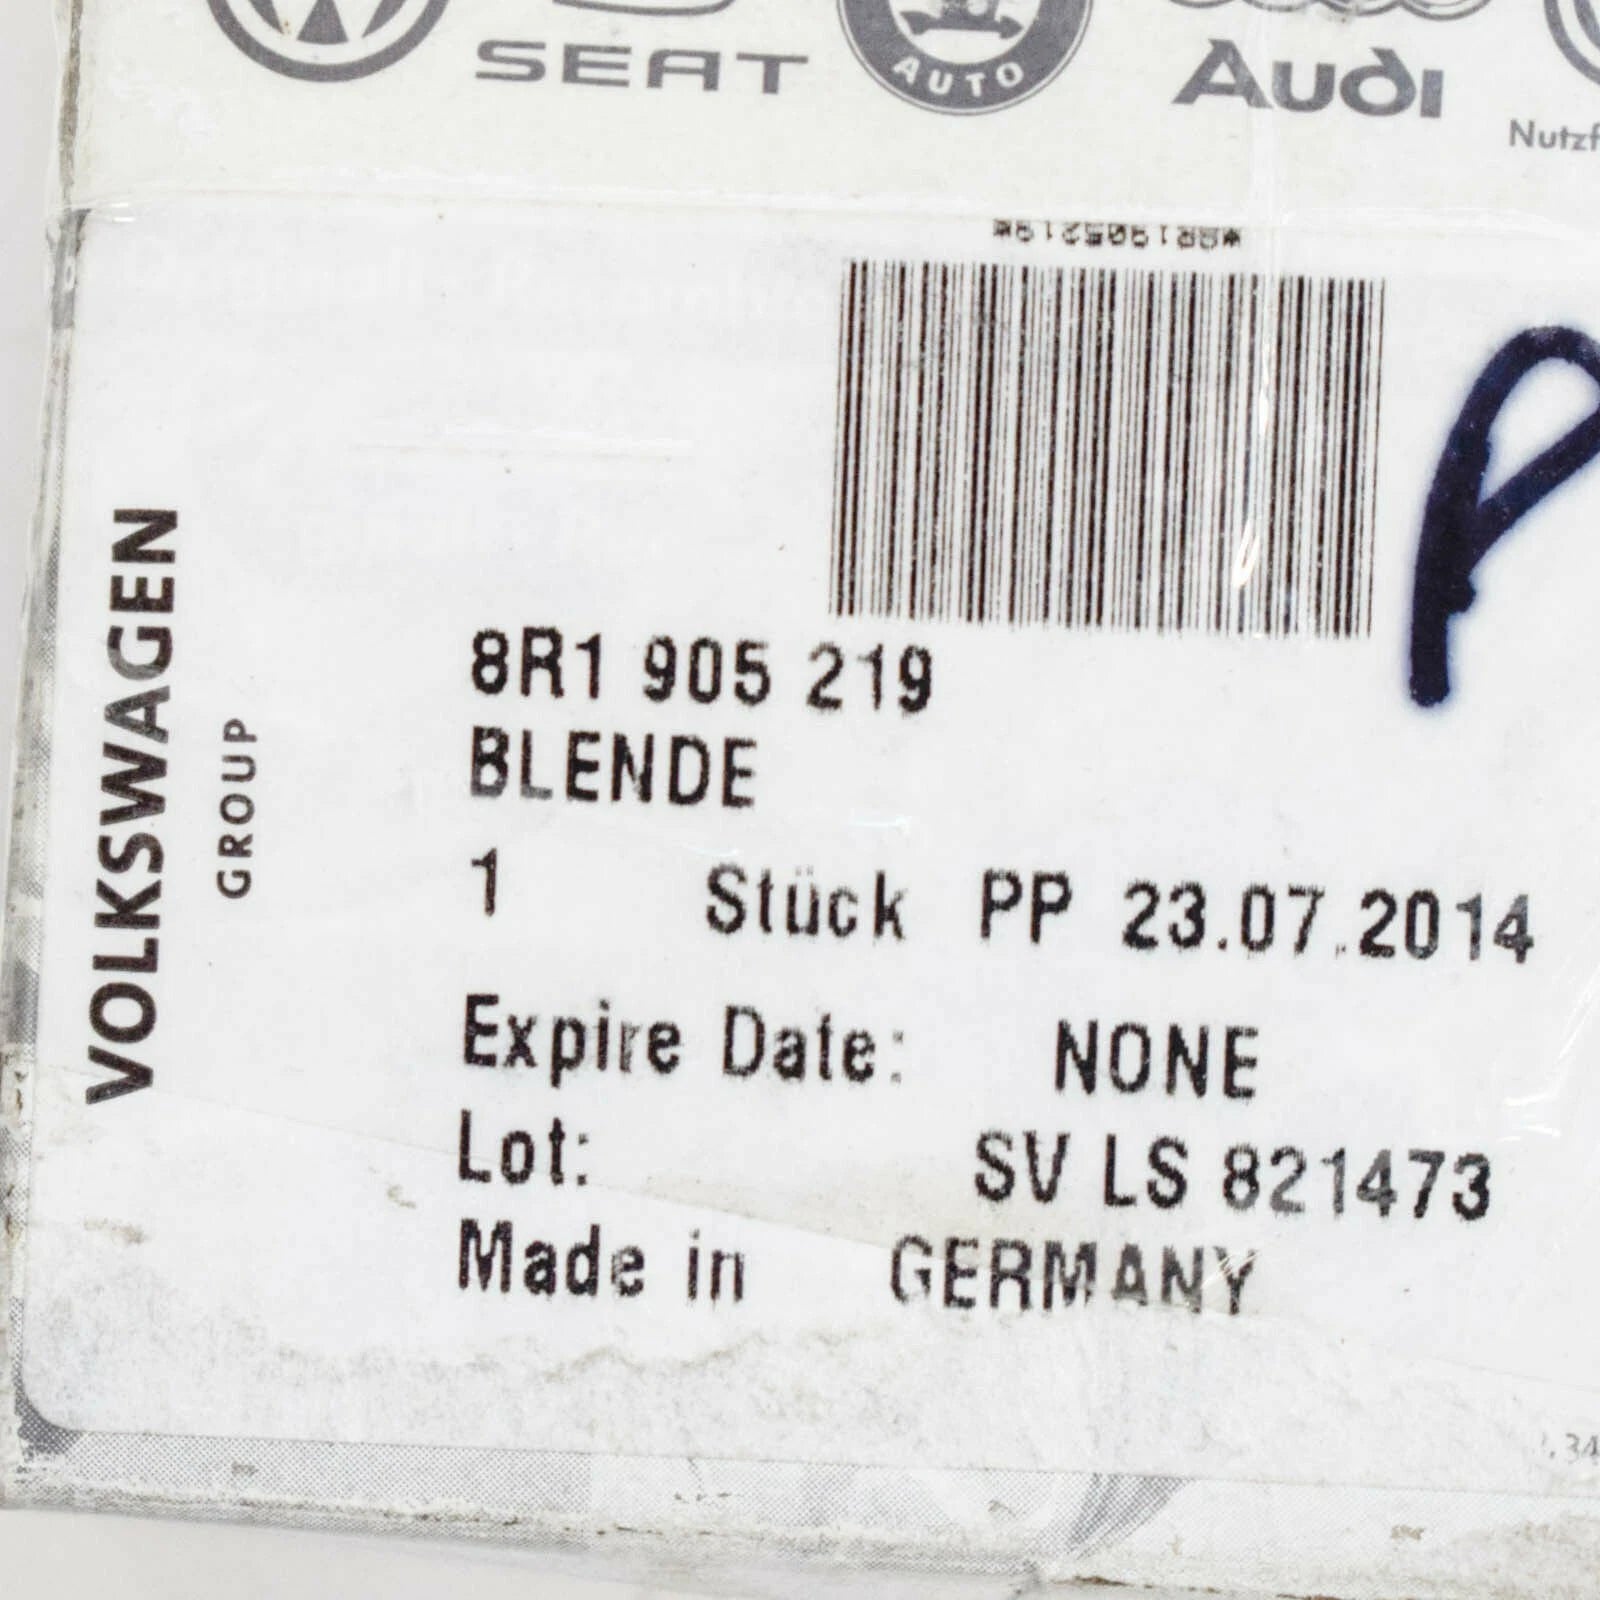 SEAT AUTO Audi
*8R1905219*
VOLKSWAGEN
GROUP
8R1 905 219
BLENDE
1 Stück PP 23.07.2014
Expire Date: NONE
Lot: SV LS 821473
Made in GERMANY
P